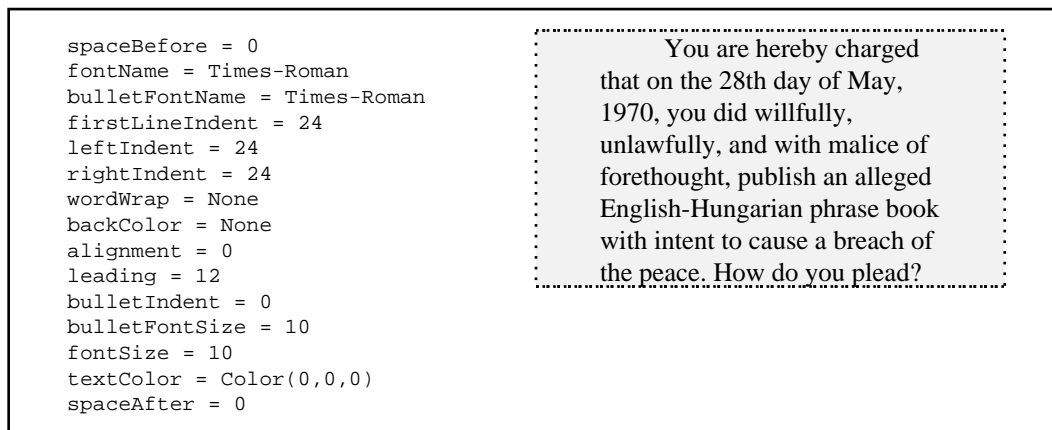 spaceBefore = 0
fontName = Times-Roman
bulletFontName = Times-Roman
firstLineIndent = 24
leftIndent = 24
rightIndent = 24
wordWrap = None
backColor = None
alignment = 0
leading = 12
bulletIndent = 0
bulletFontSize = 10
fontSize = 10
textColor = Color(0,0,0)
spaceAfter = 0
You are hereby charged
that on the 28th day of May,
1970, you did willfully,
unlawfully, and with malice of
forethought, publish an alleged
English-Hungarian phrase book
with intent to cause a breach of
the peace. How do you plead?